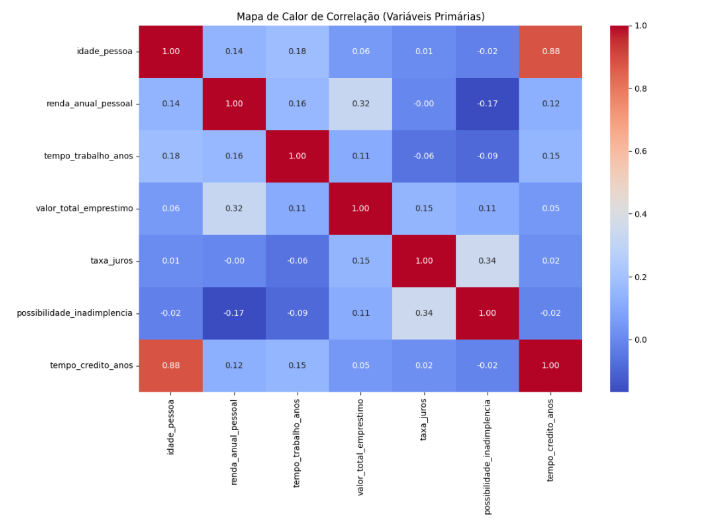 Mapa de Calor de Correlação (Variáveis Primárias)
idade_pessoa 1.00 0.14 0.18 0.06 0.01 -0.02 0.88
renda_anual_pessoal 0.14 1.00 0.16 0.32 -0.00 -0.17 0.12
tempo_trabalho_anos 0.18 0.16 1.00 0.11 -0.06 -0.09 0.15
valor_total_emprestimo 0.06 0.32 0.11 1.00 0.15 0.11 0.05
taxa_juros 0.01 -0.00 -0.06 0.15 1.00 0.34 0.02
possibilidade_inadimplencia -0.02 -0.17 -0.09 0.11 0.34 1.00 -0.02
tempo_credito_anos 0.88 0.12 0.15 0.05 0.02 -0.02 1.00
idade_pessoa
renda_anual_pessoal
tempo_trabalho_anos
valor_total_emprestimo
taxa_juros
possibilidade_inadimplencia
tempo_credito_anos
1.0
0.8
0.6
0.4
0.2
0.0